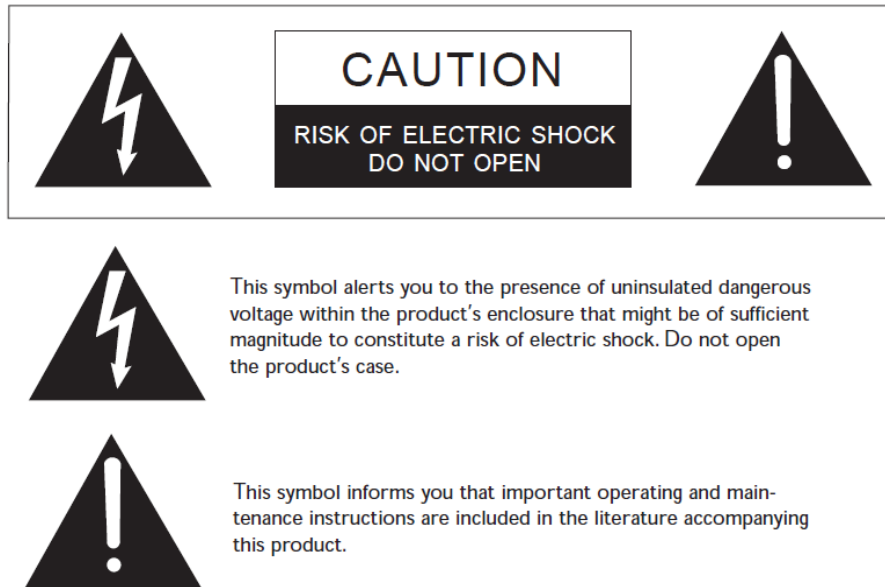 CAUTION
RISK OF ELECTRIC SHOCK
DO NOT OPEN
This symbol alerts you to the presence of uninsulated dangerous
voltage within the product's enclosure that might be of sufficient
magnitude to constitute a risk of electric shock. Do not open
the product's case.
This symbol informs you that important operating and main-
tenance instructions are included in the literature accompanying
this product.